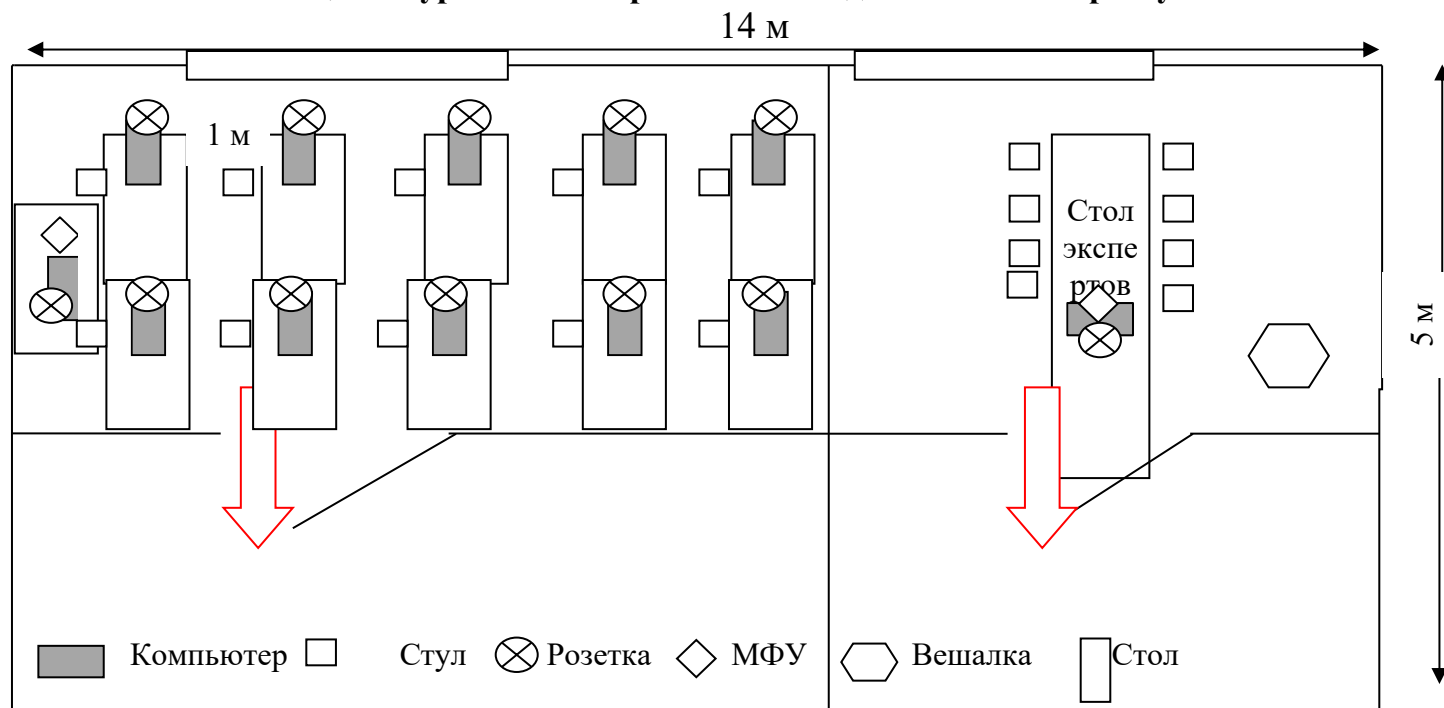 14 м
1 м
Стол
экспе
ртов
5 м
Компьютер
Стул
Розетка
МФУ
Вешалка
Стол